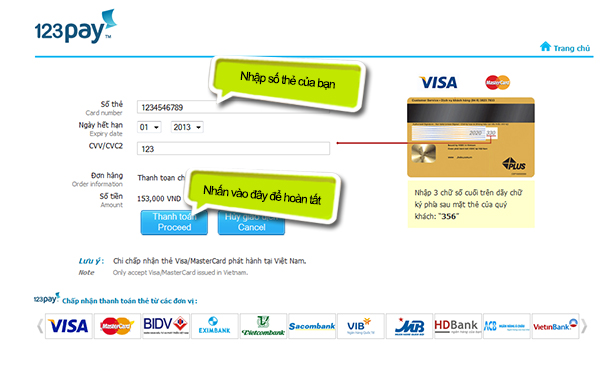 123pay TM
Trang chủ
Nhập số thẻ của bạn
VISA MasterCard
Số thẻ 1234546789
Card number
Ngày hết hạn 01 2013
Expiry date
CVV/CVC2 123
2020
PLUS
Đơn hàng Thanh toán ch
Order information
Nhấn vào đây để hoàn tất
Số tiền 153,000 VND
Amount
Thanh toán
Proceed
Hủy giao
Cancel
Nhập 3 chữ số cuối trên dãy chữ
ký phía sau mặt thẻ của quý
khách: "356"
Lưu ý : Chỉ chấp nhận thẻ Visa/MasterCard phát hành tại Việt Nam.
Note Only accept Visa/MasterCard issued in Vietnam.
123pay Chấp nhận thanh toán thẻ từ các đơn vị :
VISA MasterCard BIDV EXIMBANK Vietcombank Sacombank VIB MB HDBank ACB VietinBank